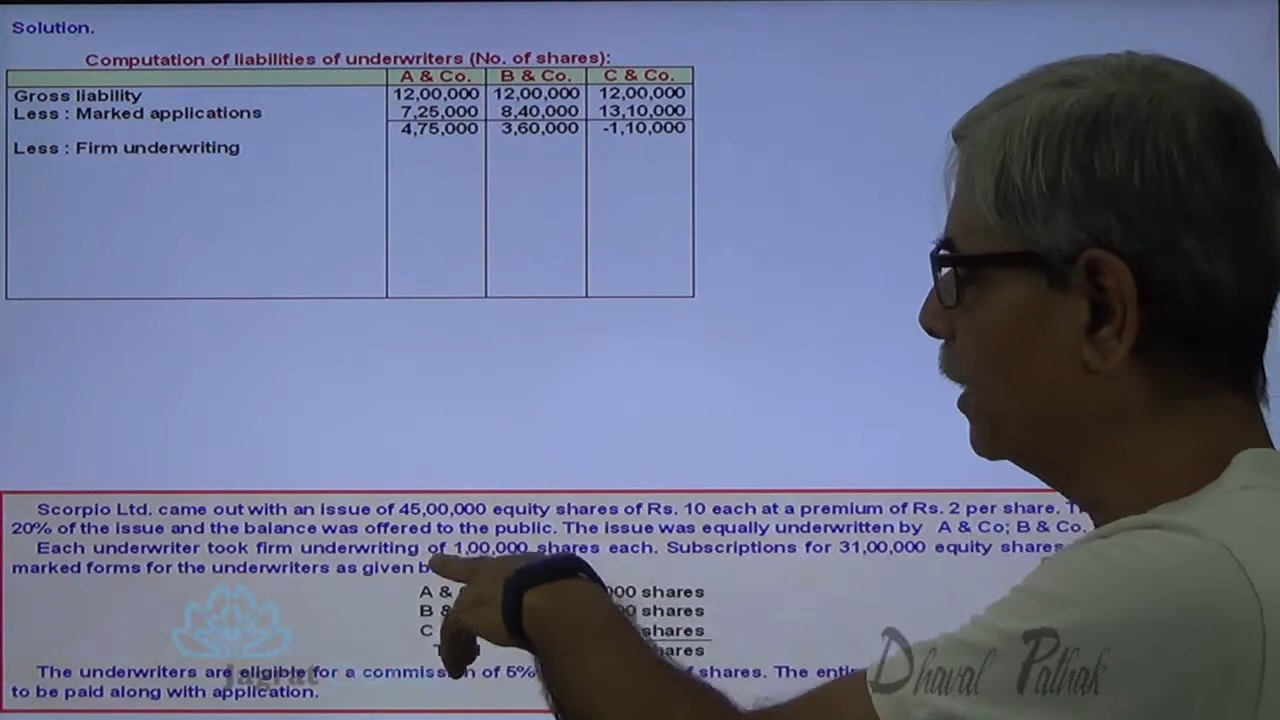 Solution.
Computation of liabilities of underwriters (No. of shares):
A & Co. B & Co. C & Co.
Gross liability 12,00,000 12,00,000 12,00,000
Less : Marked applications 7,25,000 8,40,000 13,10,000
4,75,000 3,60,000 -1,10,000
Less : Firm underwriting
Scorpio Ltd. came out with an issue of 45,00,000 equity shares of Rs. 10 each at a premium of Rs. 2 per share.
20% of the issue and the balance was offered to the public. The issue was equally underwritten by A & Co; B & Co.
Each underwriter took firm underwriting of 1,00,000 shares each. Subscriptions for 31,00,000 equity shares
marked forms for the underwriters as given
A & shares
B & shares
C shares
shares
The underwriters are eligible for a commission of 5% of shares. The
to be paid along with application.
Jagrat
Dhaval Pathak